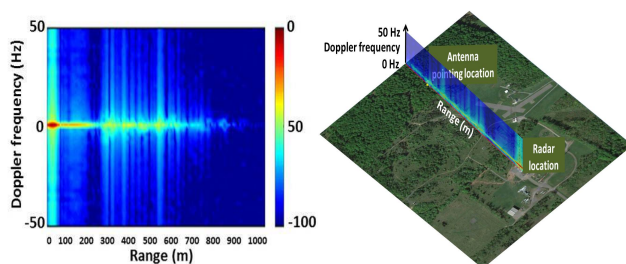 50
0
-50
Doppler frequency (Hz)
0 100 200 300 400 500 600 700 800 900 1000
Range (m)
0
50
-100
50 Hz
Doppler
frequency
0 Hz
Antenna
pointing location
Range (m)
Radar
location